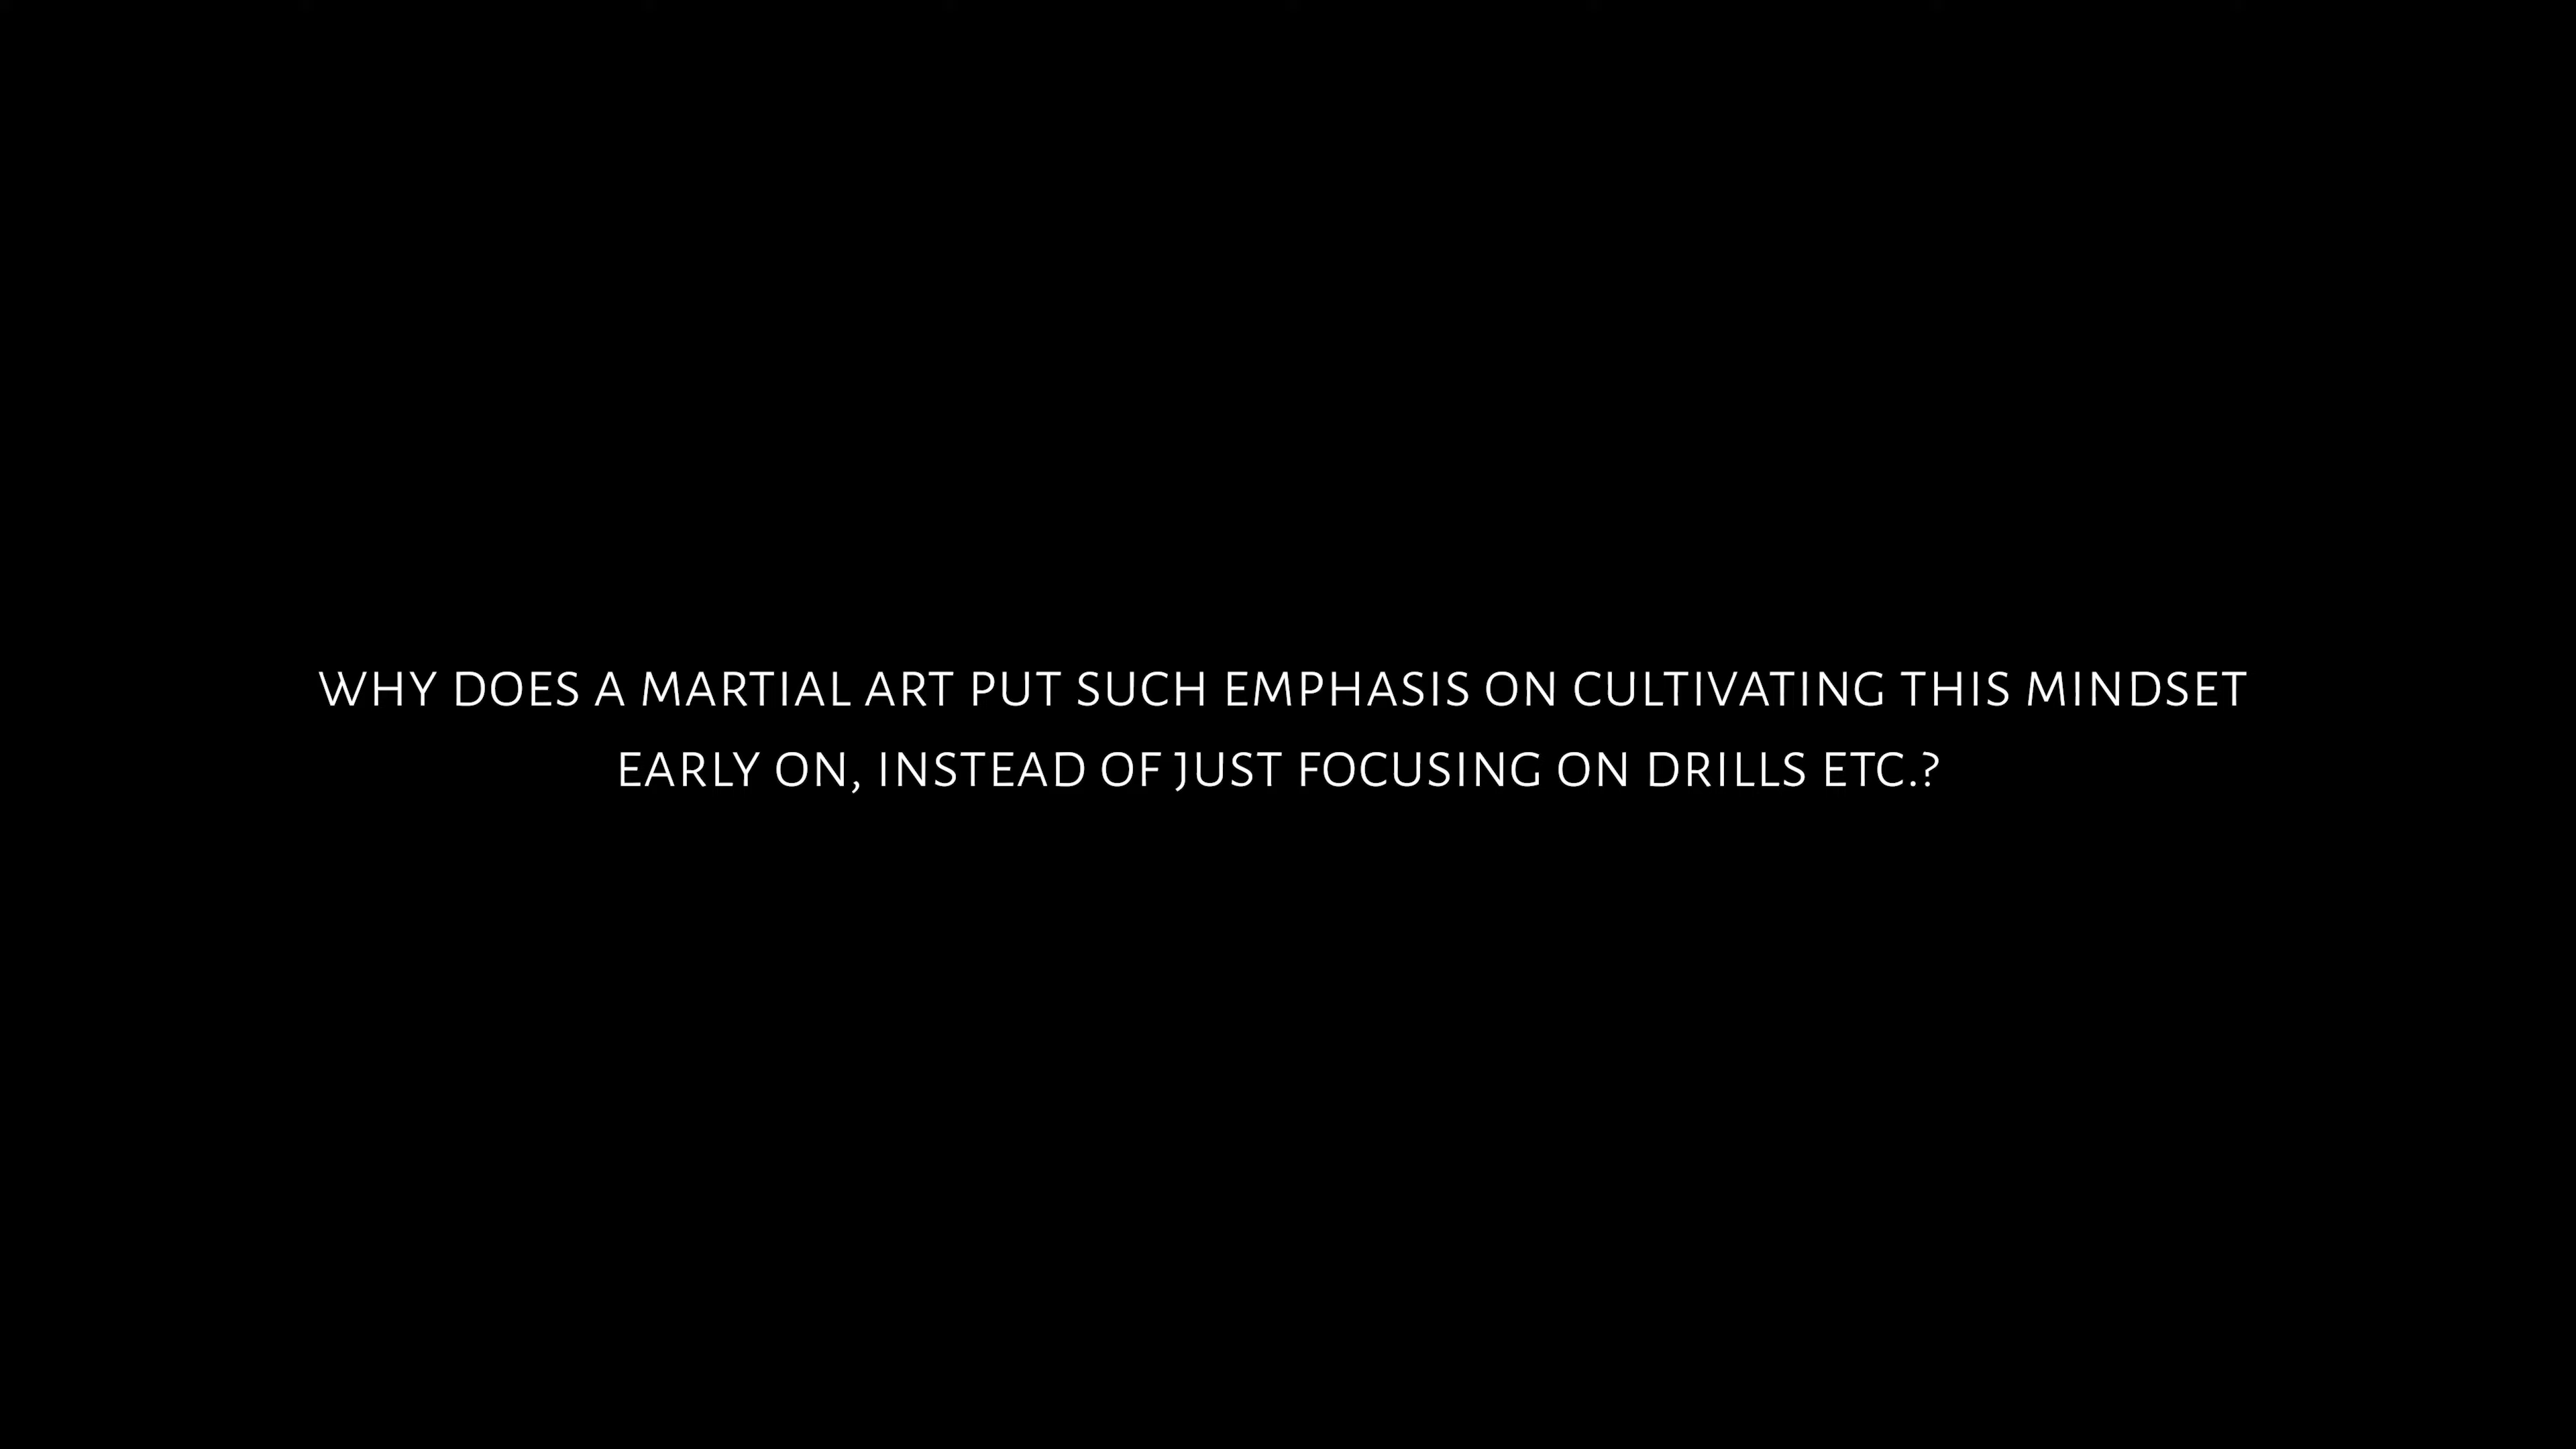 WHY DOES A MARTIAL ART PUT SUCH EMPHASIS ON CULTIVATING THIS MINDSET
EARLY ON, INSTEAD OF JUST FOCUSING ON DRILLS ETC.?